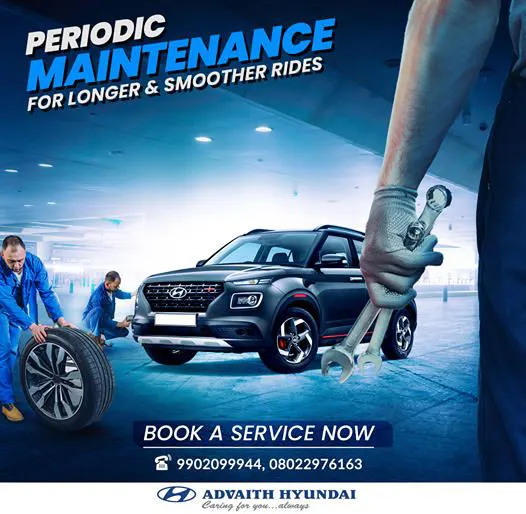 PERIODIC
MAINTENANCE
FOR LONGER & SMOOTHER RIDES
BOOK A SERVICE NOW
9902099944, 08022976163
ADVAITH HYUNDAI
Caring for you...always